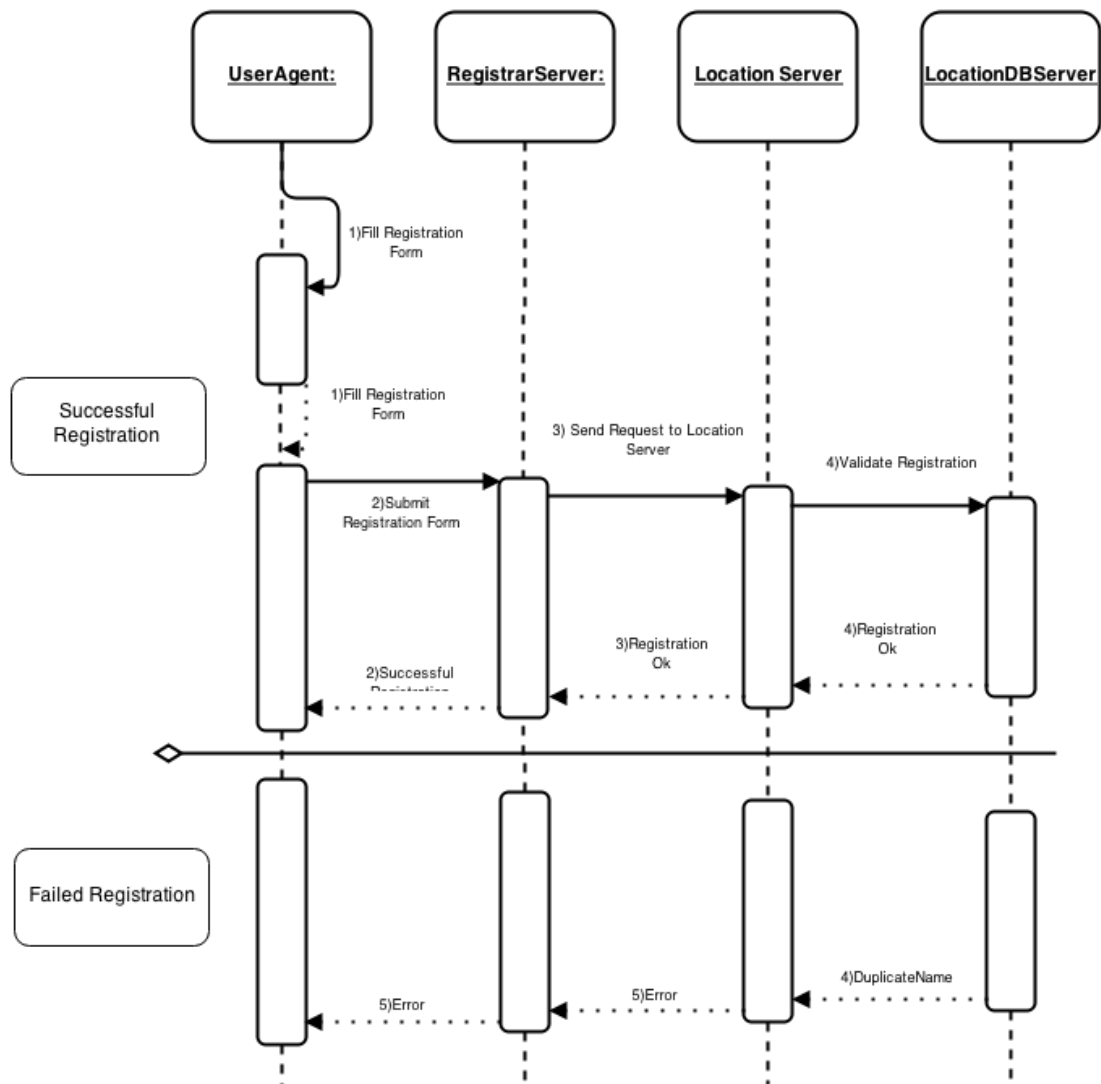 UserAgent:
RegistrarServer:
Location Server
LocationDBServer
1)Fill Registration
Form
1)Fill Registration
Form
Successful
Registration
3) Send Request to Location
Server
4)Validate Registration
2)Submit
Registration Form
4)Registration
Ok
3)Registration
Ok
2)Successful
Registration
Failed Registration
4)DuplicateName
5)Error
5)Error